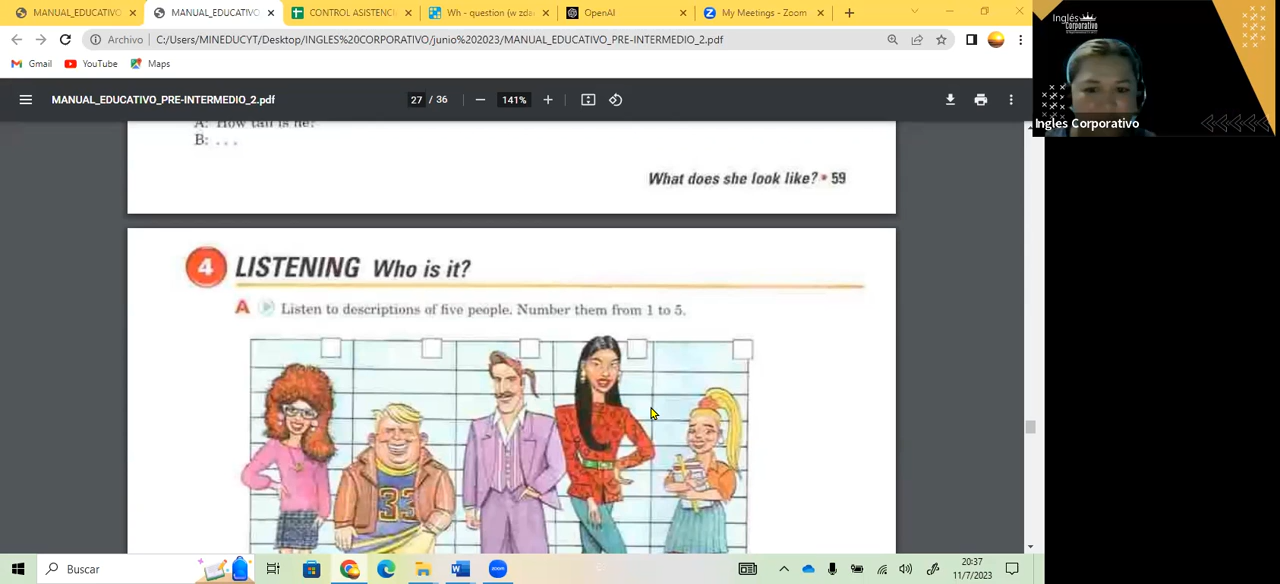 MANUAL_EDUCATIVO
MANUAL_EDUCATIVO
CONTROL ASISTENCI
Wh - question (w zda
OpenAI
My Meetings - Zoom
Archivo
C:/Users/MINEDUCYT/Desktop/INGLES%20CORPORATIVO/junio%202023/MANUAL_EDUCATIVO_PRE-INTERMEDIO_2.pdf
Gmail
YouTube
Maps
MANUAL_EDUCATIVO_PRE-INTERMEDIO_2.pdf
27 / 36
141%
A: How tall is he?
B: . . .
What does she look like? • 59
4 LISTENING Who is it?
A Listen to descriptions of five people. Number them from 1 to 5.
33
Inglés
Corporativo
Ingles Corporativo
Buscar
zoom
20:37
11/7/2023